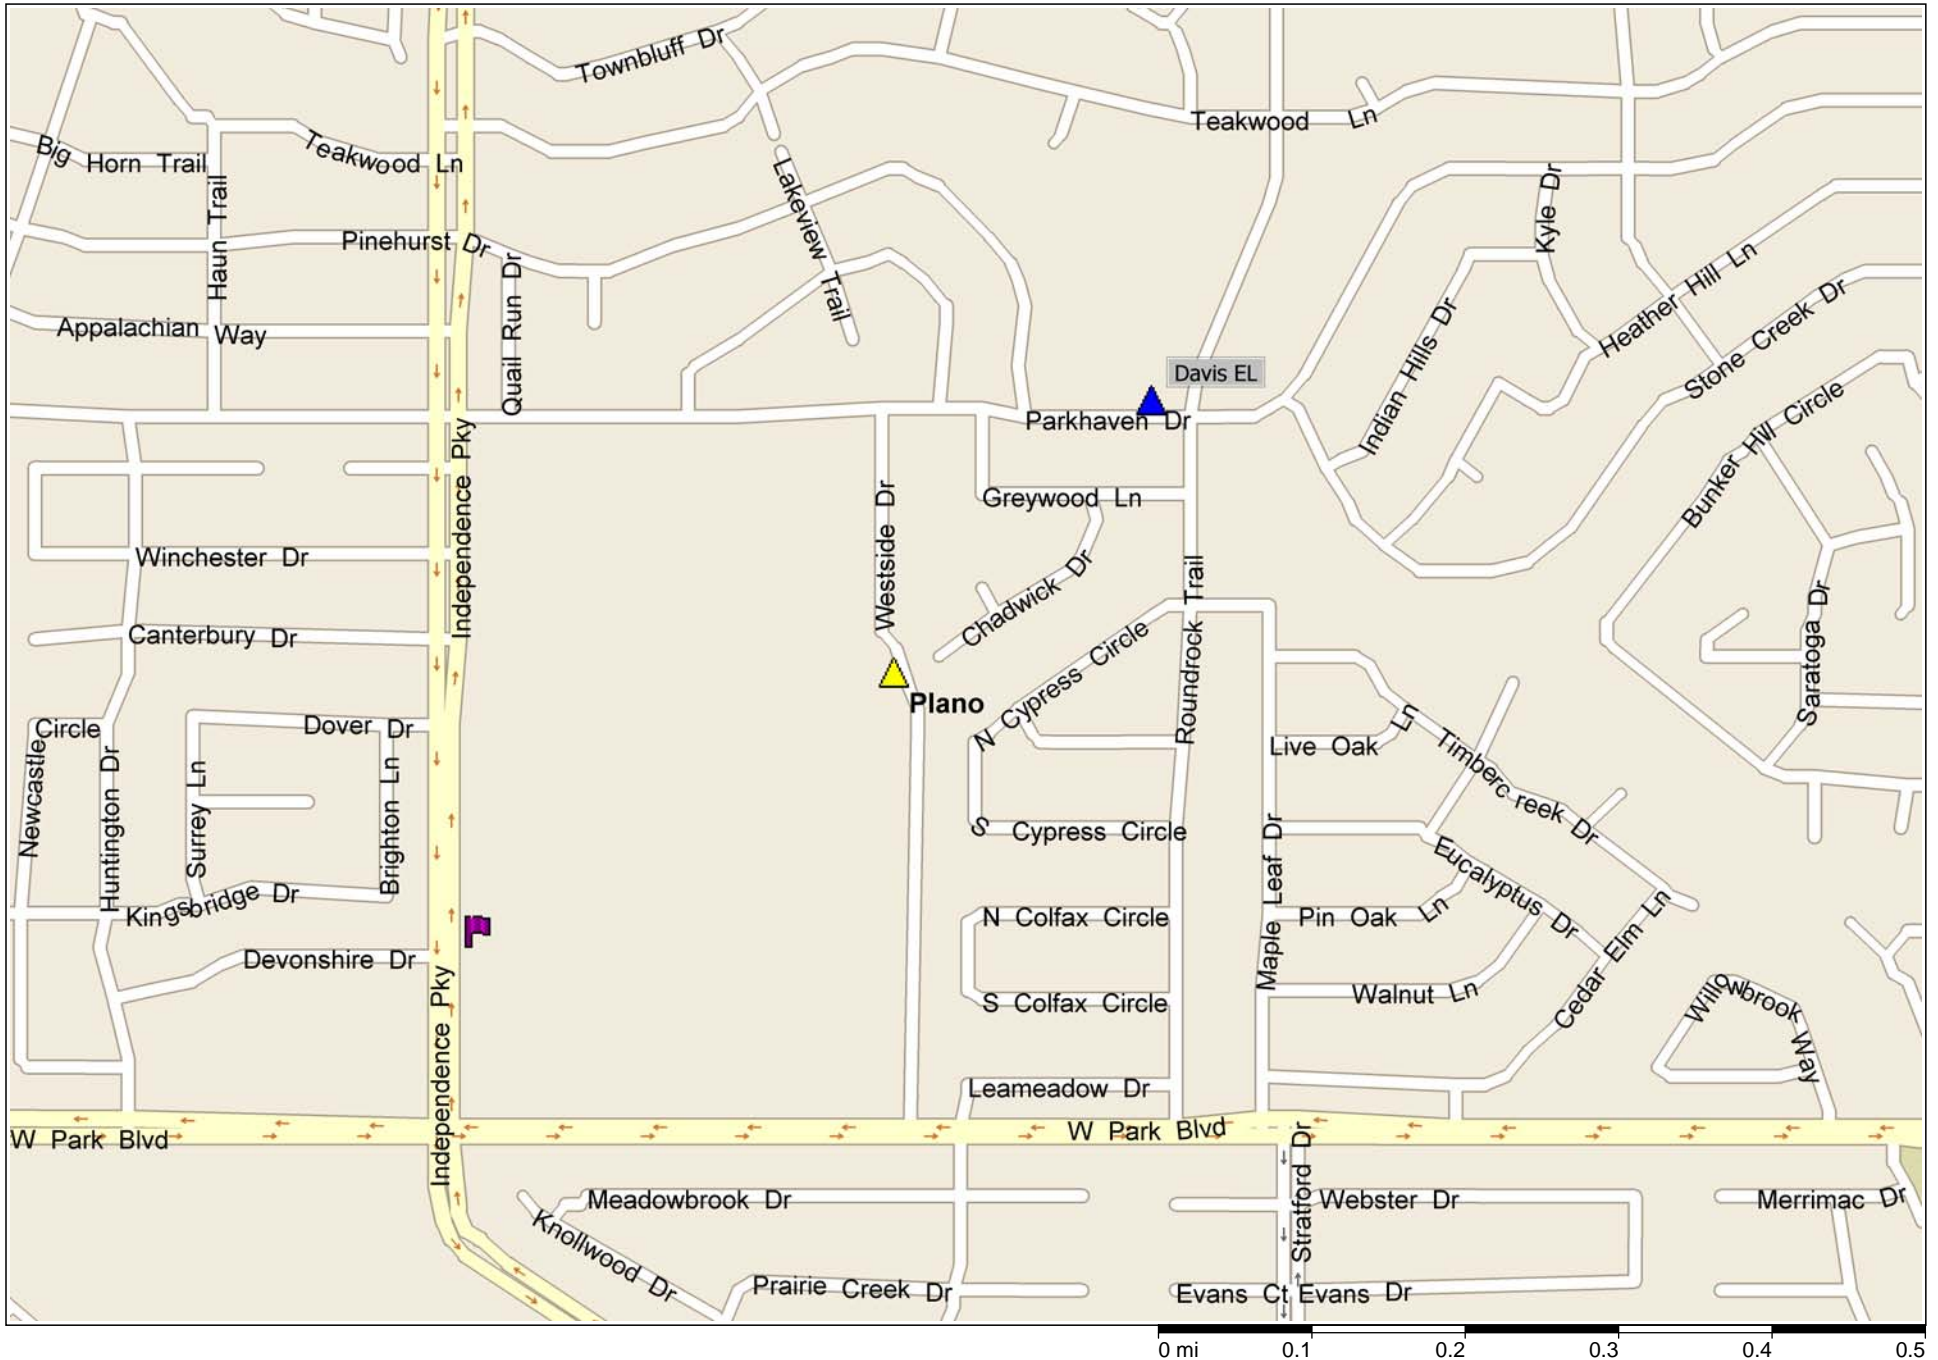 Townbluff Dr
Teakwood Ln
Big Horn Trail
Teakwood Ln
Haun Trail
Lakeview Trail
Kyle Dr
Pinehurst Dr
Quail Run Dr
Heather Hill Ln
Stone Creek Dr
Indian Hills Dr
Appalachian Way
Davis EL
Parkhaven Dr
Independence Pky
Bunker Hill Circle
Westside Dr
Greywood Ln
Winchester Dr
Chadwick Dr
Roundrock Trail
Saratoga Dr
Canterbury Dr
N Cypress Circle
Plano
Newcastle Circle
Dover Dr
Live Oak Ln
Timbercreek Dr
Huntington Dr
Surrey Ln
Brighton Ln
S Cypress Circle
Maple Leaf Dr
Eucalyptus Dr
Kingsbridge Dr
N Colfax Circle
Pin Oak Ln
Cedar Elm Ln
Devonshire Dr
Independence Pky
S Colfax Circle
Walnut Ln
Willowbrook Way
Leameadow Dr
W Park Blvd
W Park Blvd
Stratford Dr
Meadowbrook Dr
Webster Dr
Merrimac Dr
Knollwood Dr
Prairie Creek Dr
Evans Ct
Evans Dr
0 mi 0.1 0.2 0.3 0.4 0.5